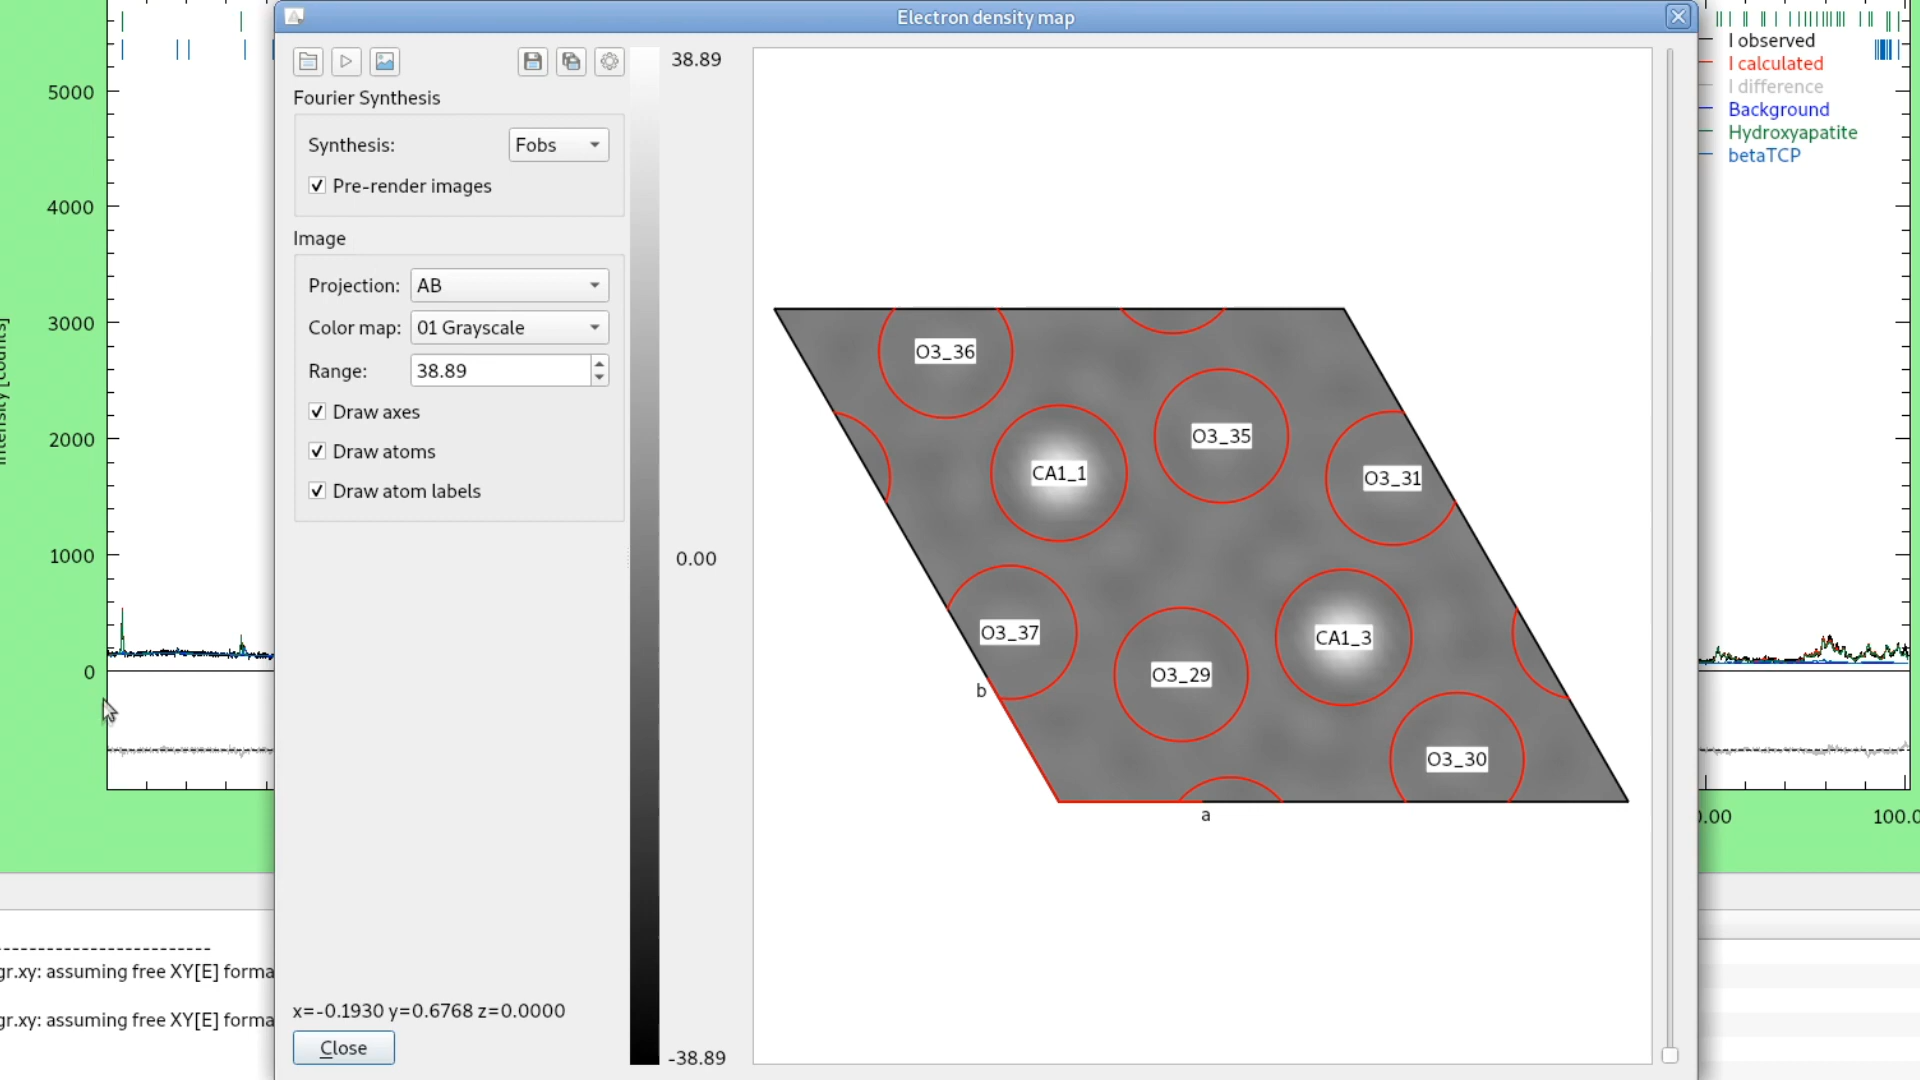 Electron density map
38.89
Fourier Synthesis
Synthesis: Fobs
Pre-render images
Image
Projection: AB
Color map: 01 Grayscale
Range: 38.89
Draw axes
Draw atoms
Draw atom labels
0.00
-38.89
x=-0.1930 y=0.6768 z=0.0000
Close
O3_36
O3_35
CA1_1
O3_31
O3_37
CA1_3
O3_29
b
O3_30
a
5000
4000
3000
2000
1000
0
I observed
I calculated
I difference
Background
Hydroxyapatite
betaTCP
.00
100.0
-------------------------
gr.xy: assuming free XY[E] forma
gr.xy: assuming free XY[E] forma